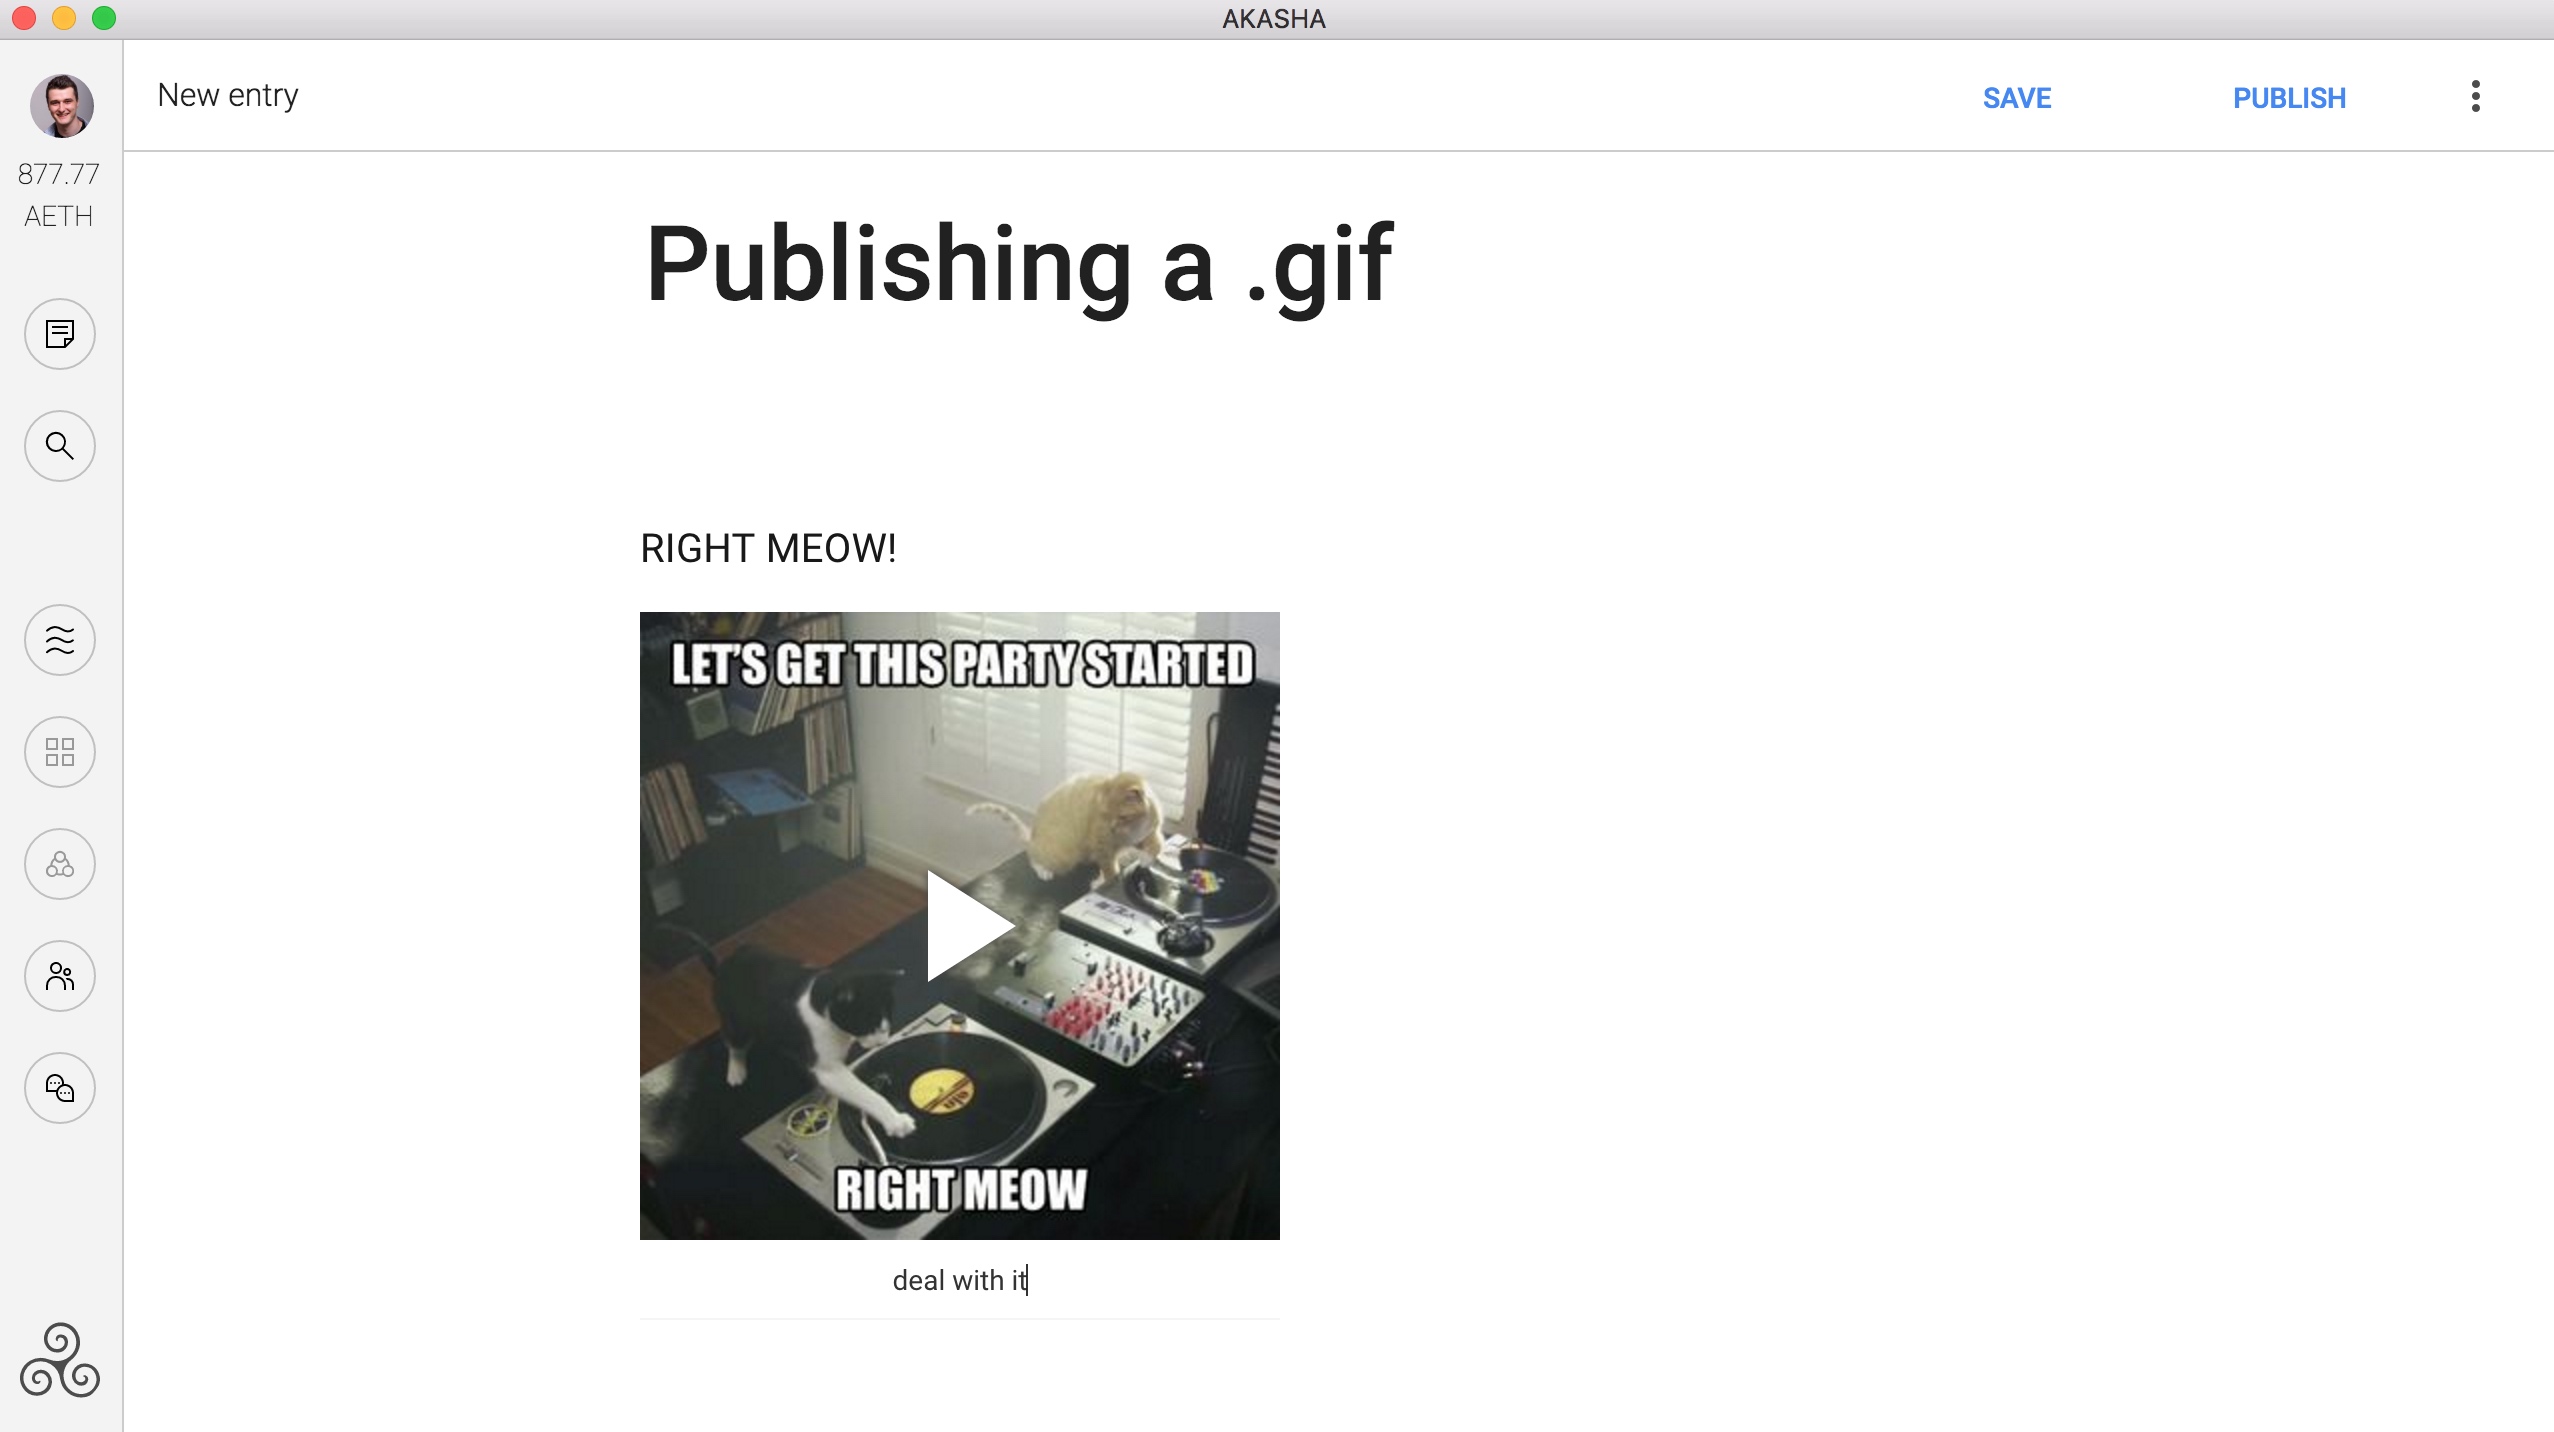 AKASHA
New entry
SAVE
PUBLISH
877.77
AETH
Publishing a .gif
RIGHT MEOW!
LET'S GET THIS PARTY STARTED
RIGHT MEOW
deal with it